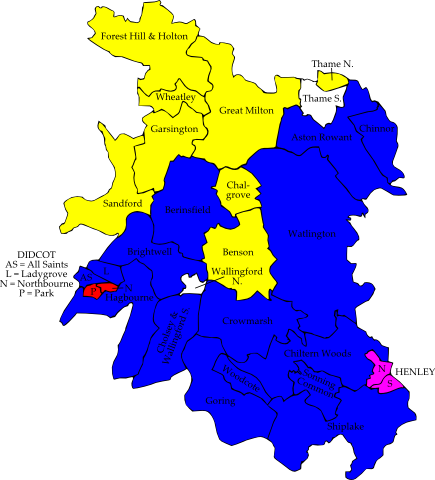 Forest Hill & Holton
Thame N.
Wheatley
Thame S.
Great Milton
Garsington
Chinnor
Aston Rowant
Chal-
grove
Sandford
Berinsfield
Watlington
DIDCOT
AS = All Saints
L = Ladygrove
N = Northbourne
P = Park
Brightwell
Benson
Wallingford
N.
AS
L
N
P
Hagbourne
Cholsey &
Wallingford S.
Crowmarsh
Chiltern Woods
Woodcote
Sonning
Common
N
S
HENLEY
Goring
Shiplake